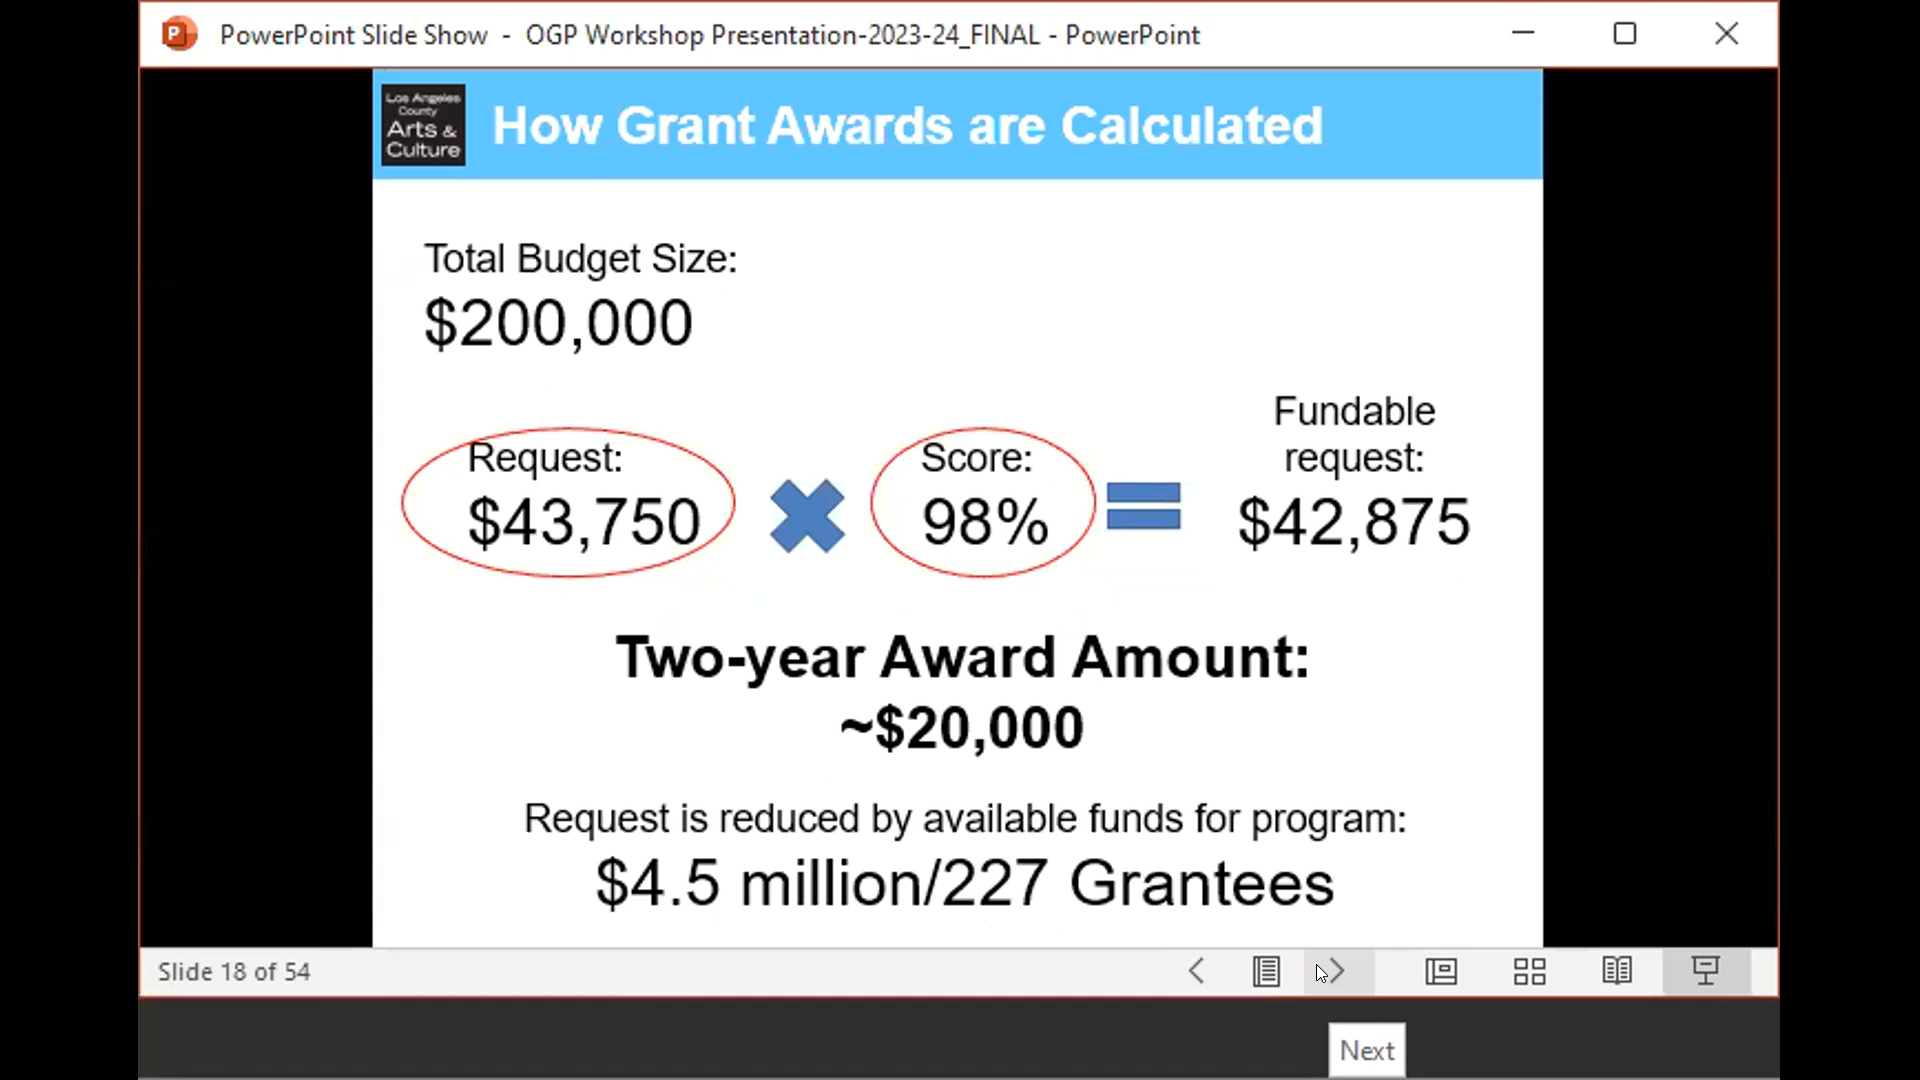 PowerPoint Slide Show - OGP Workshop Presentation-2023-24_FINAL - PowerPoint
Los Angeles
County
Arts &
Culture
How Grant Awards are Calculated
Total Budget Size:
$200,000
Request:
$43,750
Score:
98%
Fundable
request:
$42,875
Two-year Award Amount:
~$20,000
Request is reduced by available funds for program:
$4.5 million/227 Grantees
Slide 18 of 54
Next